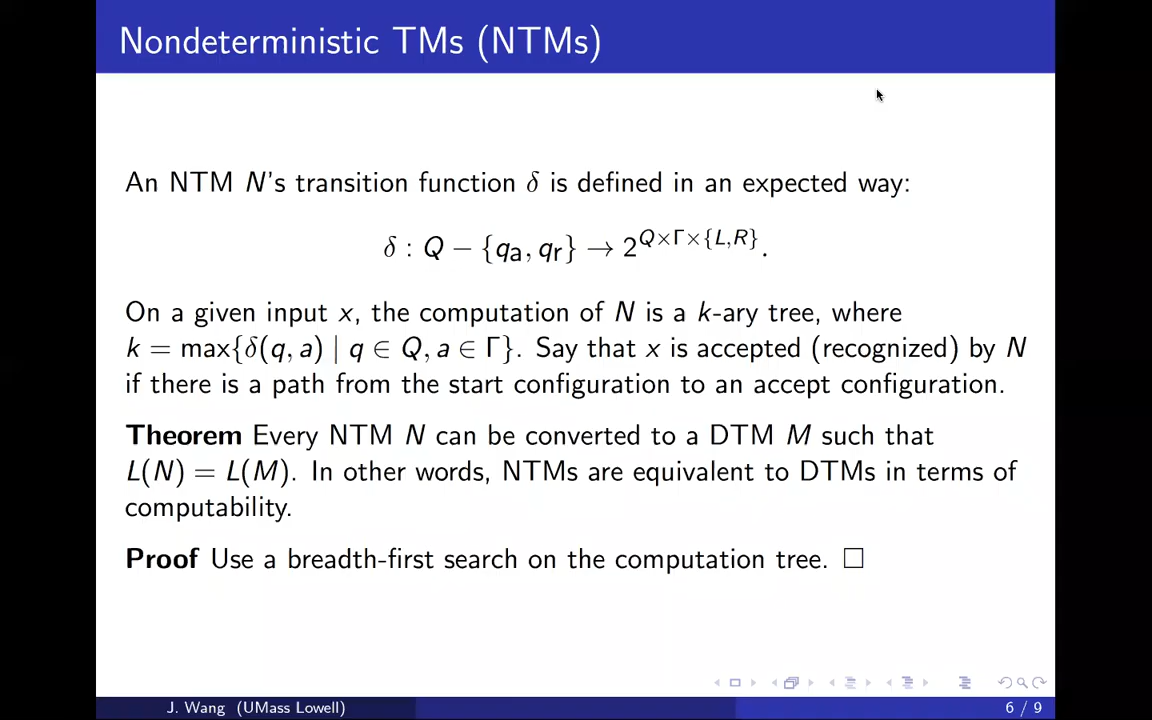 Nondeterministic TMs (NTMs)
An NTM N's transition function δ is defined in an expected way:
δ : Q − {qₐ, qᵣ} → 2^{Q×Γ×{L,R}}.
On a given input x, the computation of N is a k-ary tree, where
k = max{δ(q, a) | q ∈ Q, a ∈ Γ}. Say that x is accepted (recognized) by N
if there is a path from the start configuration to an accept configuration.
Theorem Every NTM N can be converted to a DTM M such that
L(N) = L(M). In other words, NTMs are equivalent to DTMs in terms of
computability.
Proof Use a breadth-first search on the computation tree. □
J. Wang (UMass Lowell)
6 / 9